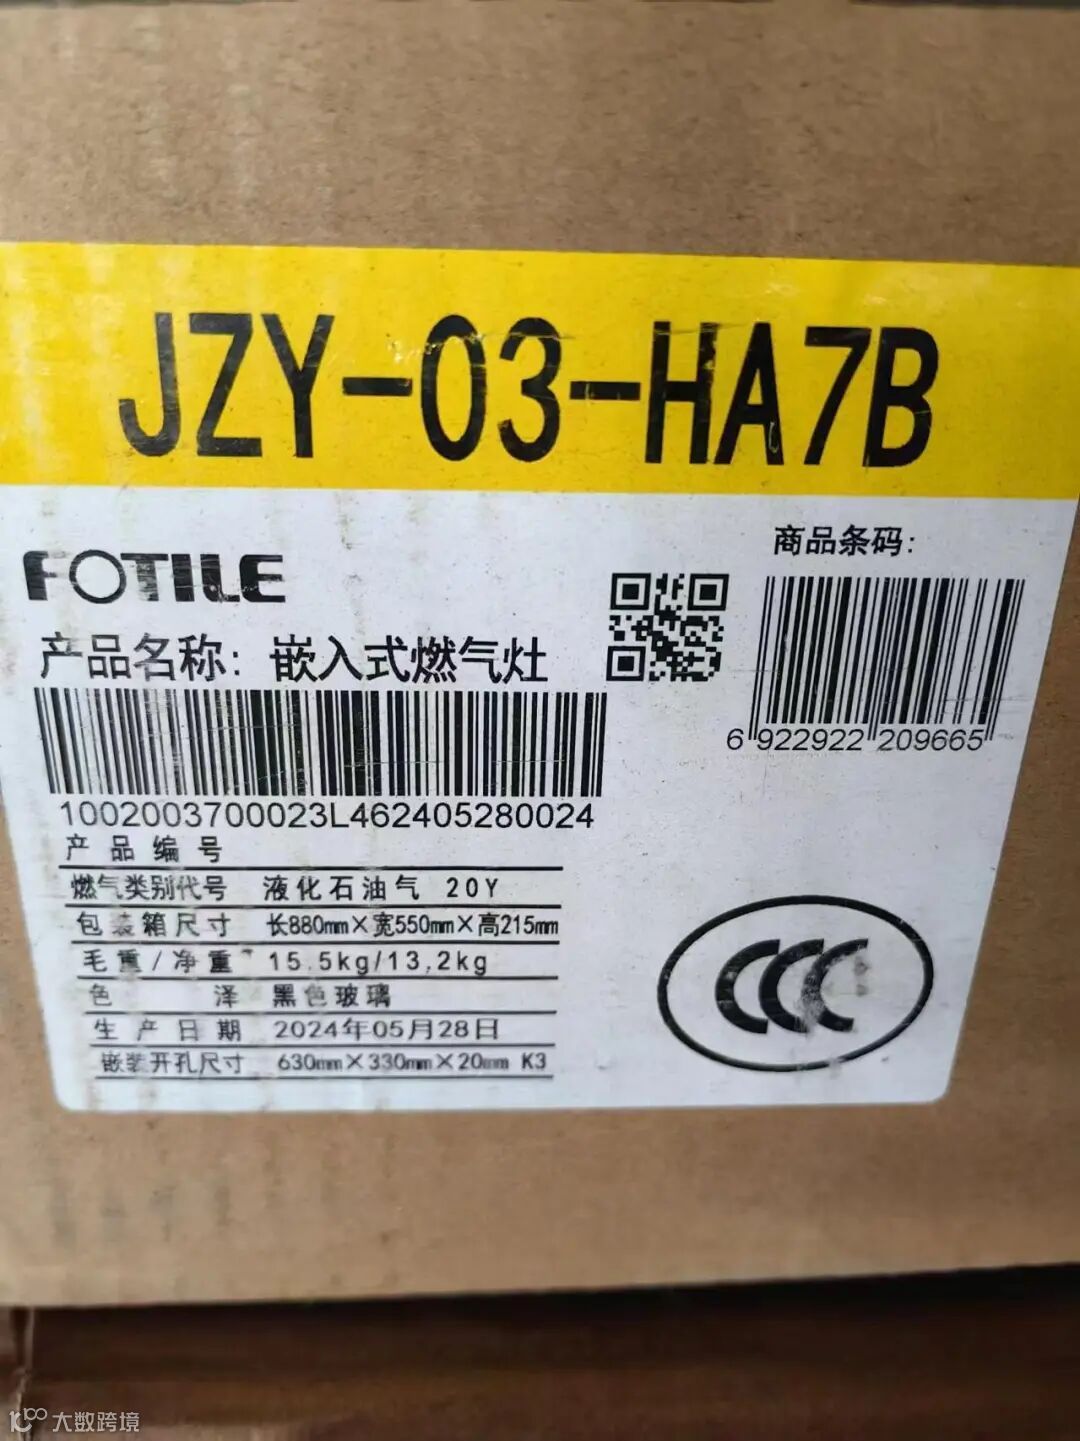 JZY-03-HA7B
FOTILE
商品条码:
产品名称: 嵌入式燃气灶
6 922922 209665
1002003700023L462405280024
产品编号
燃气类别代号 液化石油气 20Y
包装箱尺寸 长880mm×宽550mm×高215mm
毛重/净重 15.5kg/13.2kg
色泽 黑色玻璃
生产日期 2024年05月28日
嵌装开孔尺寸 630mm×330mm×20mm K3
CCC
大数跨境